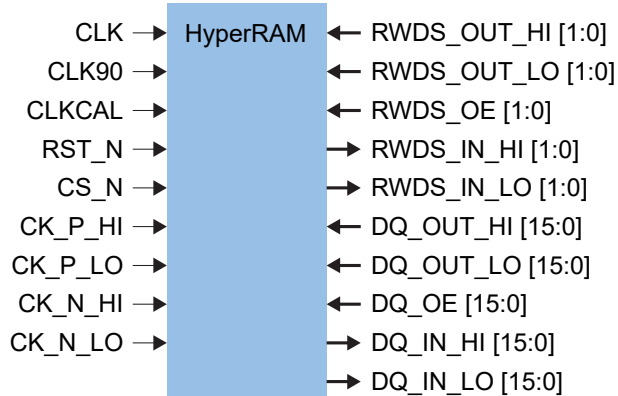 CLK HyperRAM RWDS_OUT_HI [1:0]
CLK90 RWDS_OUT_LO [1:0]
CLKCAL RWDS_OE [1:0]
RST_N RWDS_IN_HI [1:0]
CS_N RWDS_IN_LO [1:0]
CK_P_HI DQ_OUT_HI [15:0]
CK_P_LO DQ_OUT_LO [15:0]
CK_N_HI DQ_OE [15:0]
CK_N_LO DQ_IN_HI [15:0]
DQ_IN_LO [15:0]